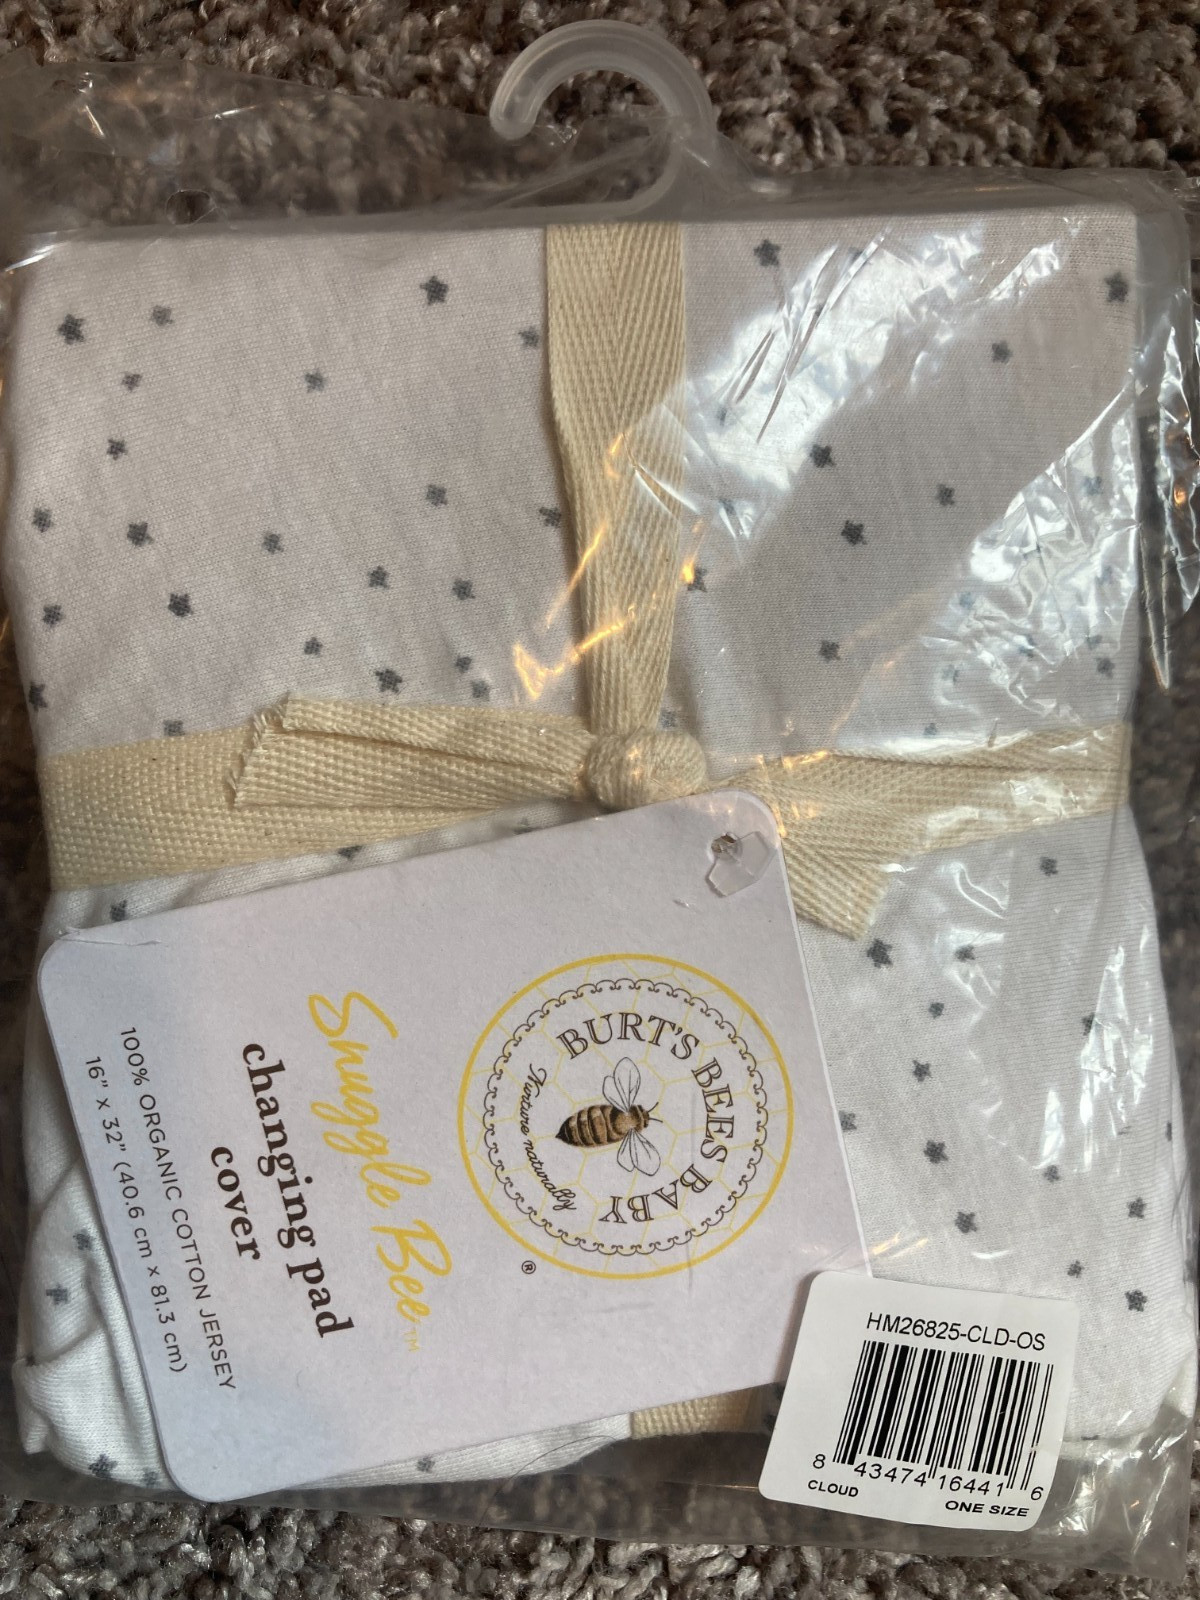 BURT'S BEES BABY
Nurture naturally
®
Snuggle Bee™
changing pad
cover
100% ORGANIC COTTON JERSEY
16" x 32" (40.6 cm x 81.3 cm)
HM26825-CLD-OS
8 43474 16441 6
CLOUD
ONE SIZE